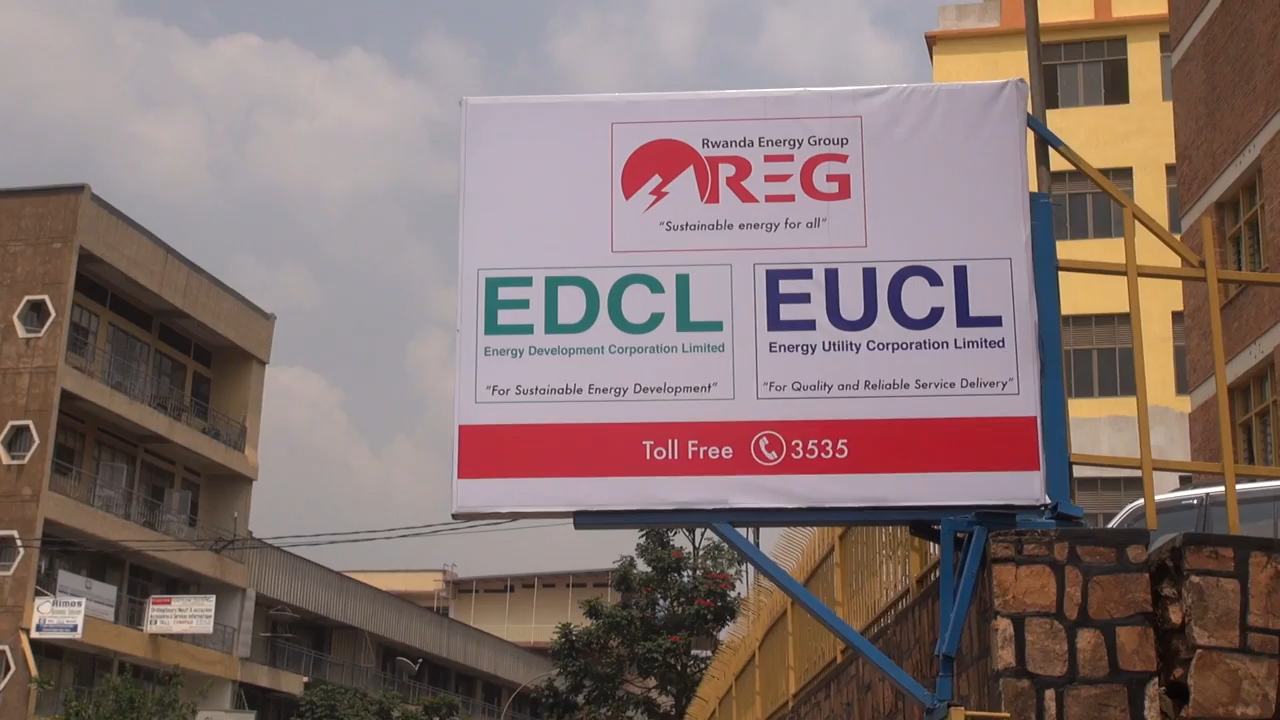 Rwanda Energy Group
REG
“Sustainable energy for all”
EDCL
Energy Development Corporation Limited
“For Sustainable Energy Development”
EUCL
Energy Utility Corporation Limited
“For Quality and Reliable Service Delivery”
Toll Free 3535
Himos